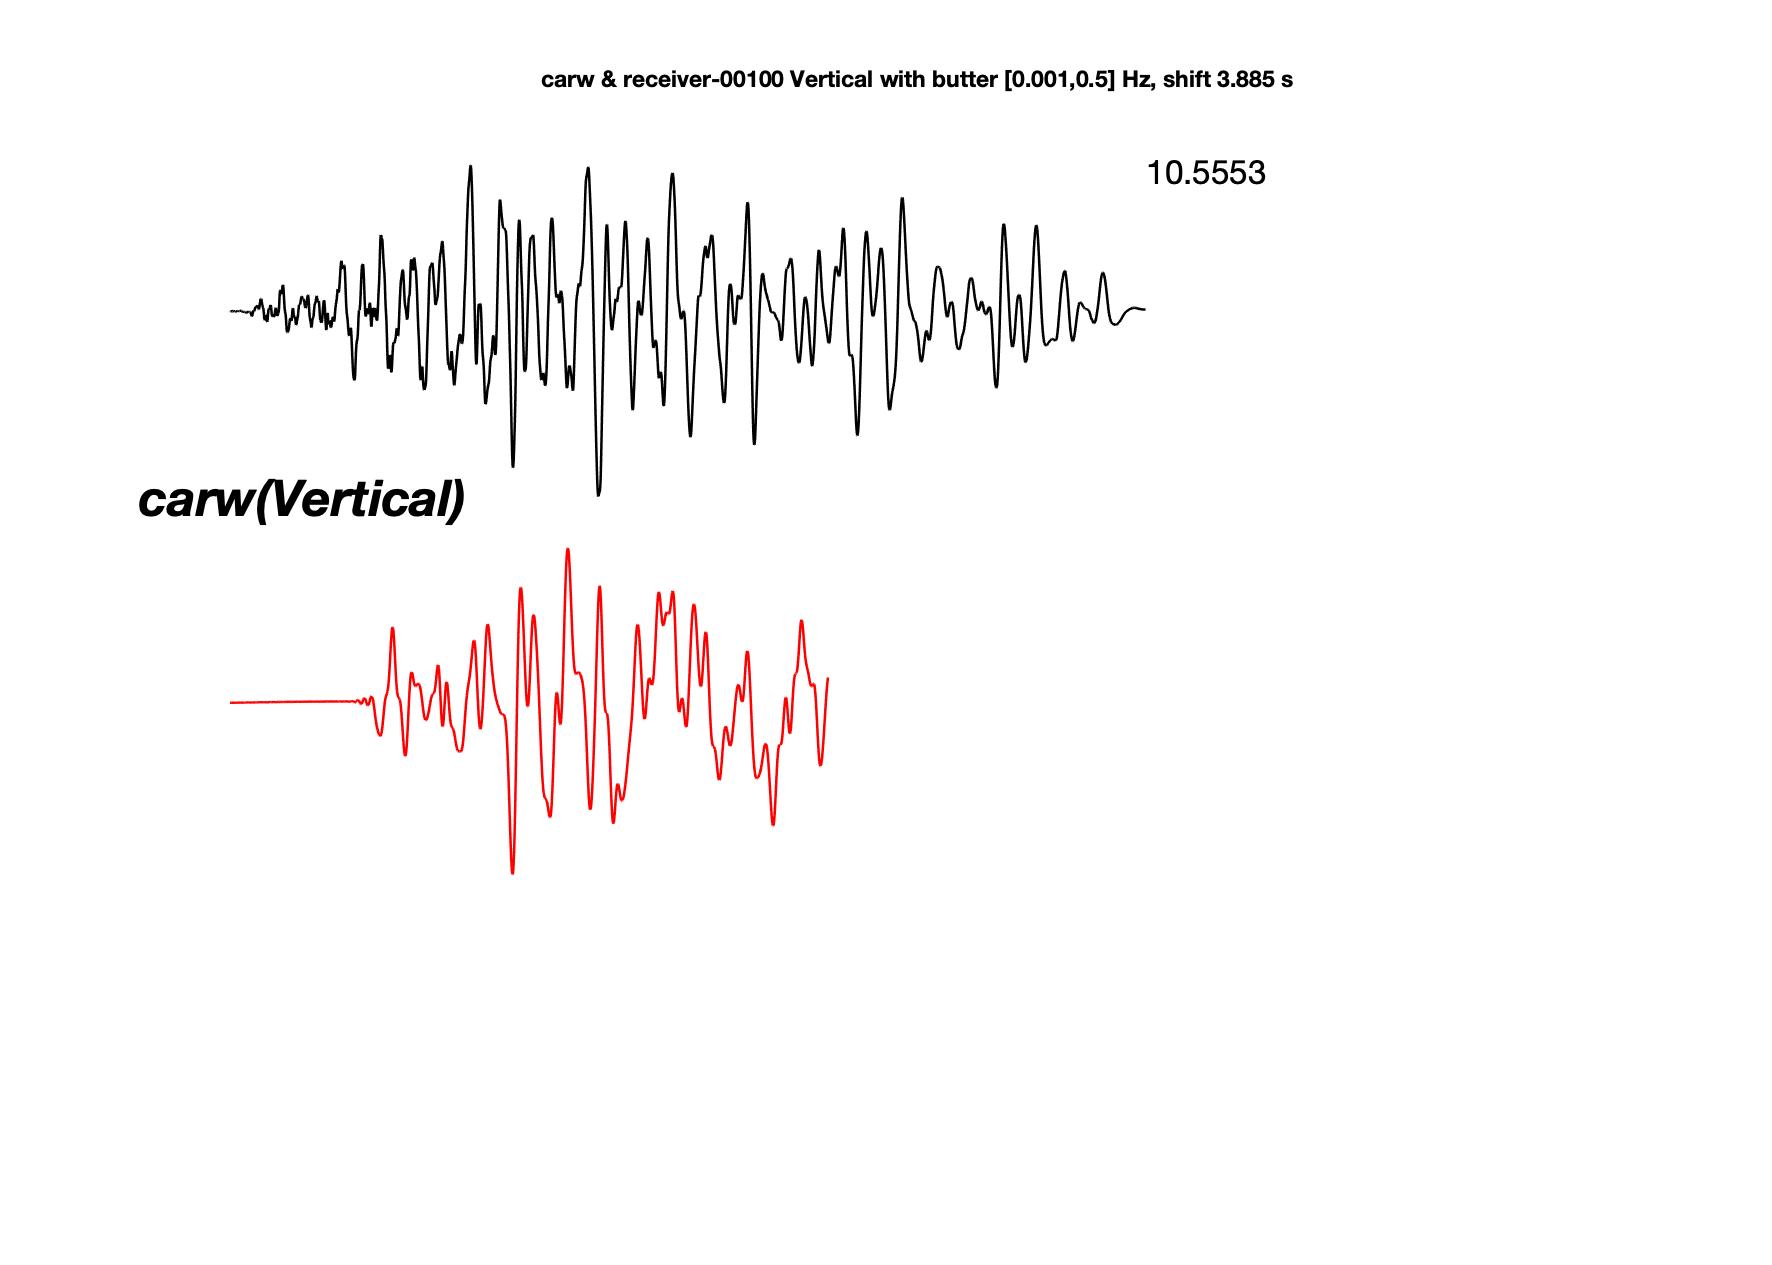 carw & receiver-00100 Vertical with butter [0.001,0.5] Hz, shift 3.885 s
10.5553
carw(Vertical)